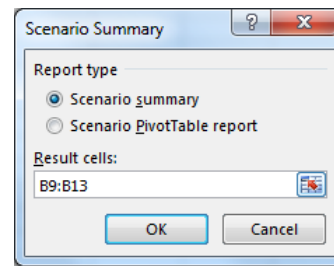 Scenario Summary
Report type
Scenario summary
Scenario PivotTable report
Result cells:
B9:B13
OK Cancel